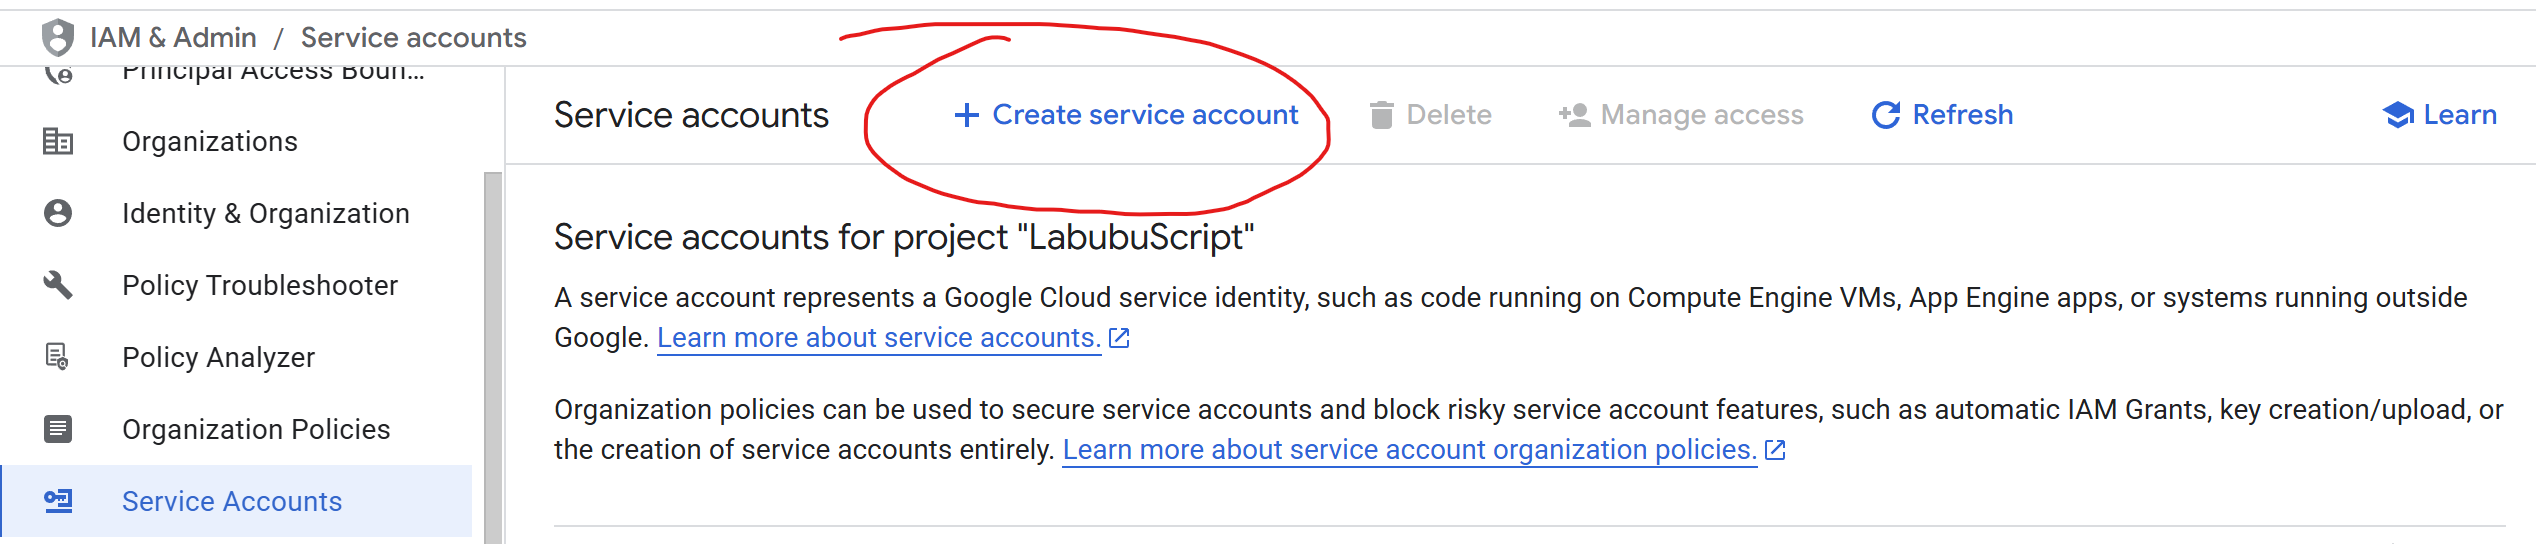 IAM & Admin / Service accounts
Principal Access Boun...
Organizations
Identity & Organization
Policy Troubleshooter
Policy Analyzer
Organization Policies
Service Accounts
Service accounts + Create service account Delete Manage access Refresh Learn
Service accounts for project "LabubuScript"
A service account represents a Google Cloud service identity, such as code running on Compute Engine VMs, App Engine apps, or systems running outside
Google. Learn more about service accounts.
Organization policies can be used to secure service accounts and block risky service account features, such as automatic IAM Grants, key creation/upload, or
the creation of service accounts entirely. Learn more about service account organization policies.